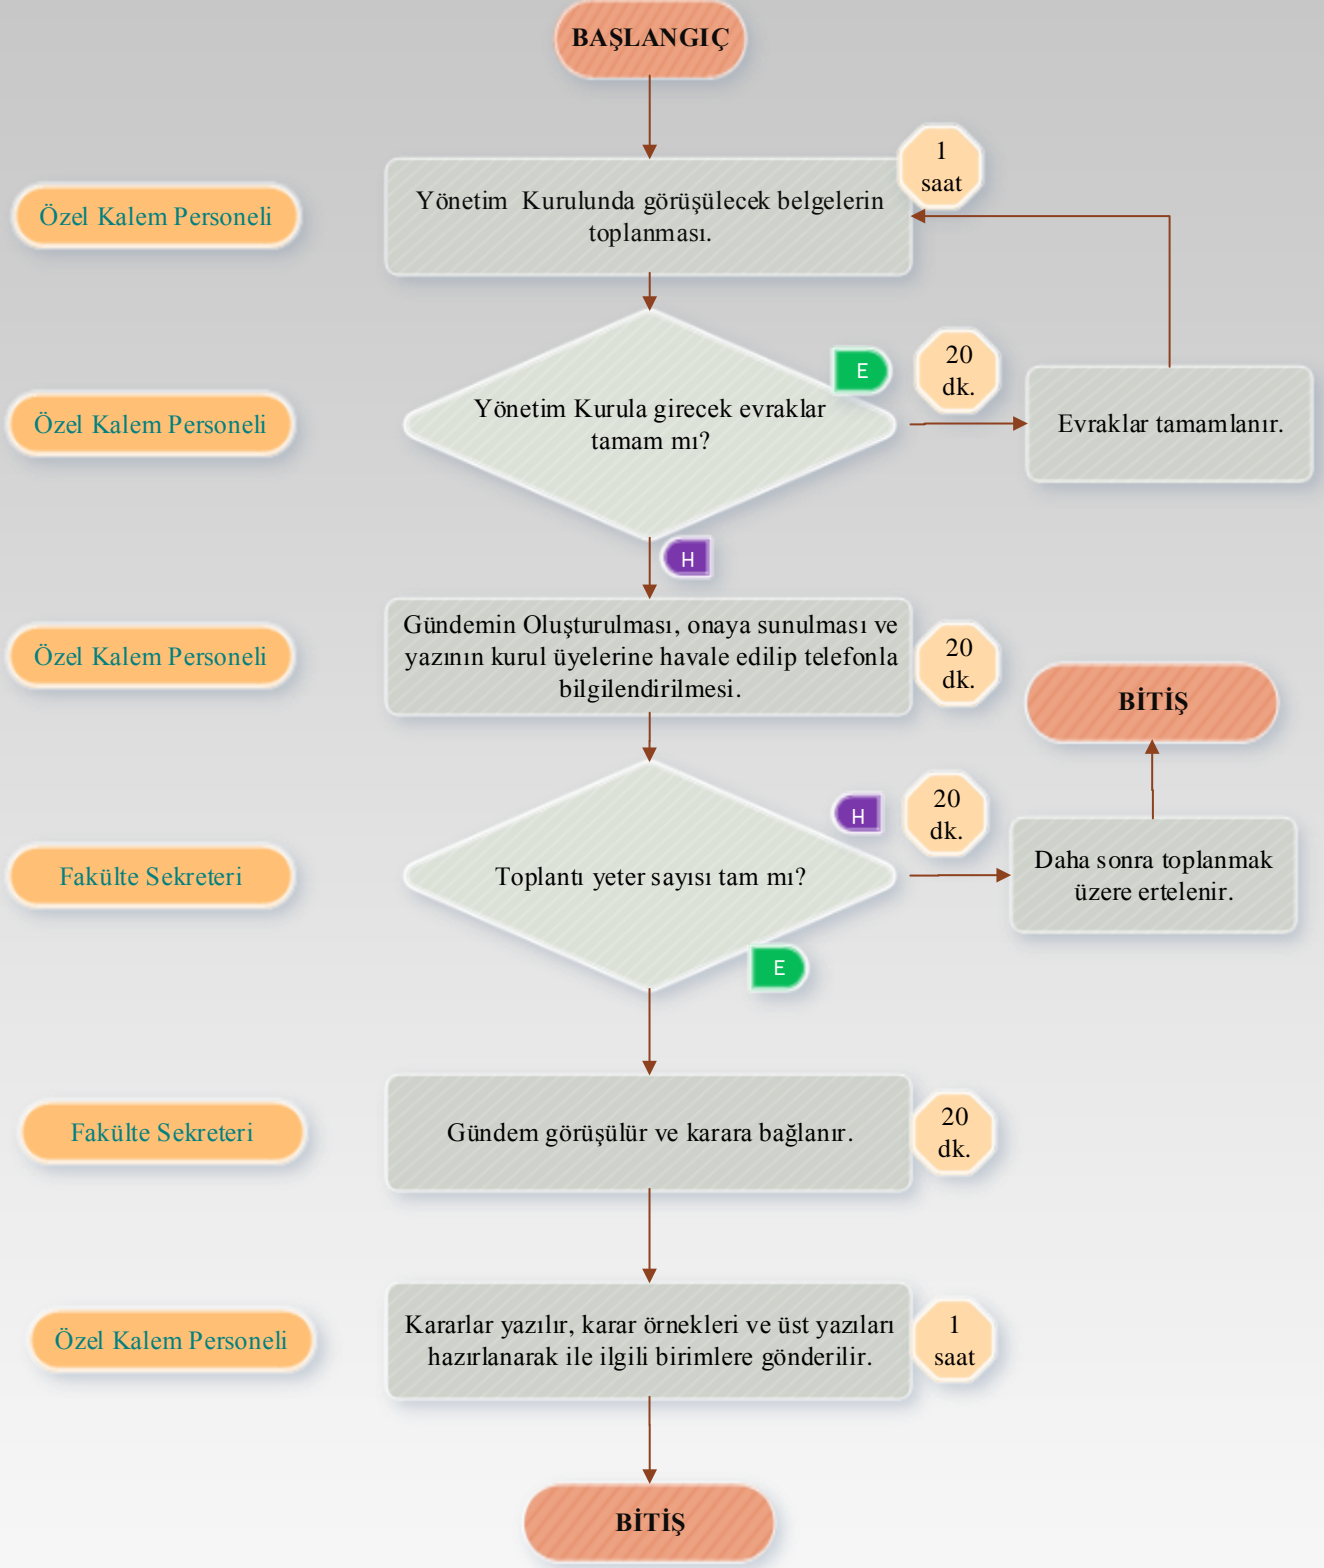 BAŞLANGIÇ
1
saat
Özel Kalem Personeli
Yönetim  Kurulunda görüşülecek belgelerin
toplanması.
E
20
dk.
Özel Kalem Personeli
Yönetim Kurula girecek evraklar
tamam mı?
Evraklar tamamlanır.
H
Özel Kalem Personeli
Gündemin Oluşturulması, onaya sunulması ve
yazının kurul üyelerine havale edilip telefonla
bilgilendirilmesi.
20
dk.
BİTİŞ
H
20
dk.
Fakülte Sekreteri
Toplantı yeter sayısı tam mı?
Daha sonra toplanmak
üzere ertelenir.
E
Fakülte Sekreteri
Gündem görüşülür ve karara bağlanır.
20
dk.
Özel Kalem Personeli
Kararlar yazılır, karar örnekleri ve üst yazıları
hazırlanarak ile ilgili birimlere gönderilir.
1
saat
BİTİŞ